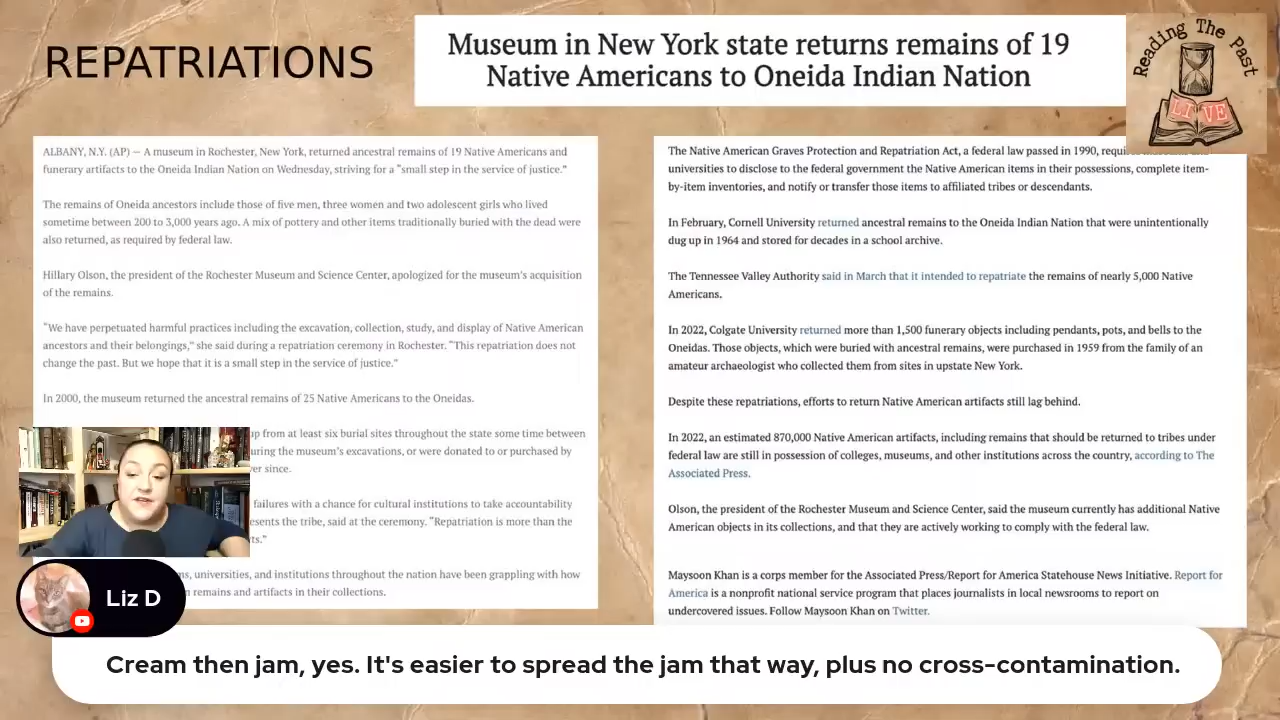 REPATRIATIONS
Museum in New York state returns remains of 19
Native Americans to Oneida Indian Nation
Reading The Past
LIVE
ALBANY, N.Y. (AP) — A museum in Rochester, New York, returned ancestral remains of 19 Native Americans and
funerary artifacts to the Oneida Indian Nation on Wednesday, striving for a “small step in the service of justice.”
The remains of Oneida ancestors include those of five men, three women and two adolescent girls who lived
sometime between 200 to 3,000 years ago. A mix of pottery and other items traditionally buried with the dead were
also returned, as required by federal law.
Hillary Olson, the president of the Rochester Museum and Science Center, apologized for the museum’s acquisition
of the remains.
“We have perpetuated harmful practices including the excavation, collection, study, and display of Native American
ancestors and their belongings,” she said during a repatriation ceremony in Rochester. “This repatriation does not
change the past. But we hope that it is a small step in the service of justice.”
In 2000, the museum returned the ancestral remains of 25 Native Americans to the Oneidas.
up from at least six burial sites throughout the state some time between
uring the museum’s excavations, or were donated to or purchased by
er since.
failures with a chance for cultural institutions to take accountability
esents the tribe, said at the ceremony. “Repatriation is more than the
ts.”
ms, universities, and institutions throughout the nation have been grappling with how
remains and artifacts in their collections.
The Native American Graves Protection and Repatriation Act, a federal law passed in 1990,
universities to disclose to the federal government the Native American items in their possessions, complete item-
by-item inventories, and notify or transfer those items to affiliated tribes or descendants.
In February, Cornell University returned ancestral remains to the Oneida Indian Nation that were unintentionally
dug up in 1964 and stored for decades in a school archive.
The Tennessee Valley Authority said in March that it intended to repatriate the remains of nearly 5,000 Native
Americans.
In 2022, Colgate University returned more than 1,500 funerary objects including pendants, pots, and bells to the
Oneidas. Those objects, which were buried with ancestral remains, were purchased in 1959 from the family of an
amateur archaeologist who collected them from sites in upstate New York.
Despite these repatriations, efforts to return Native American artifacts still lag behind.
In 2022, an estimated 870,000 Native American artifacts, including remains that should be returned to tribes under
federal law are still in possession of colleges, museums, and other institutions across the country, according to The
Associated Press.
Olson, the president of the Rochester Museum and Science Center, said the museum currently has additional Native
American objects in its collections, and that they are actively working to comply with the federal law.
Maysoon Khan is a corps member for the Associated Press/Report for America Statehouse News Initiative. Report for
America is a nonprofit national service program that places journalists in local newsrooms to report on
undercovered issues. Follow Maysoon Khan on Twitter.
Liz D
Cream then jam, yes. It's easier to spread the jam that way, plus no cross-contamination.